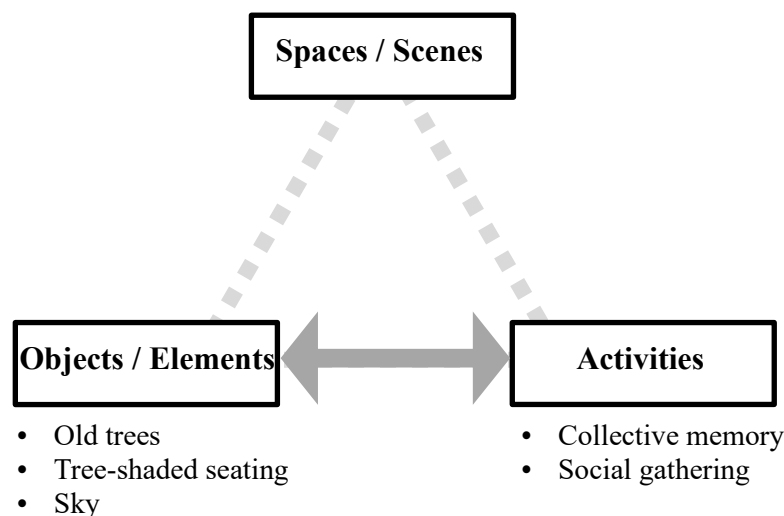 Spaces / Scenes
Objects / Elements
• Old trees
• Tree-shaded seating
• Sky
Activities
• Collective memory
• Social gathering